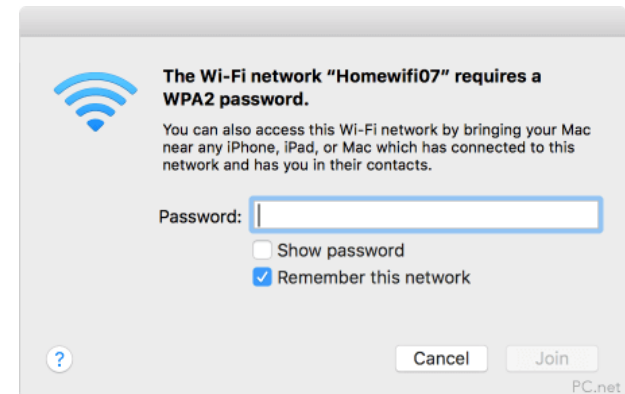 The Wi-Fi network “Homewifi07” requires a
WPA2 password.
You can also access this Wi-Fi network by bringing your Mac
near any iPhone, iPad, or Mac which has connected to this
network and has you in their contacts.
Password:
Show password
Remember this network
?
Cancel
Join
PC.net